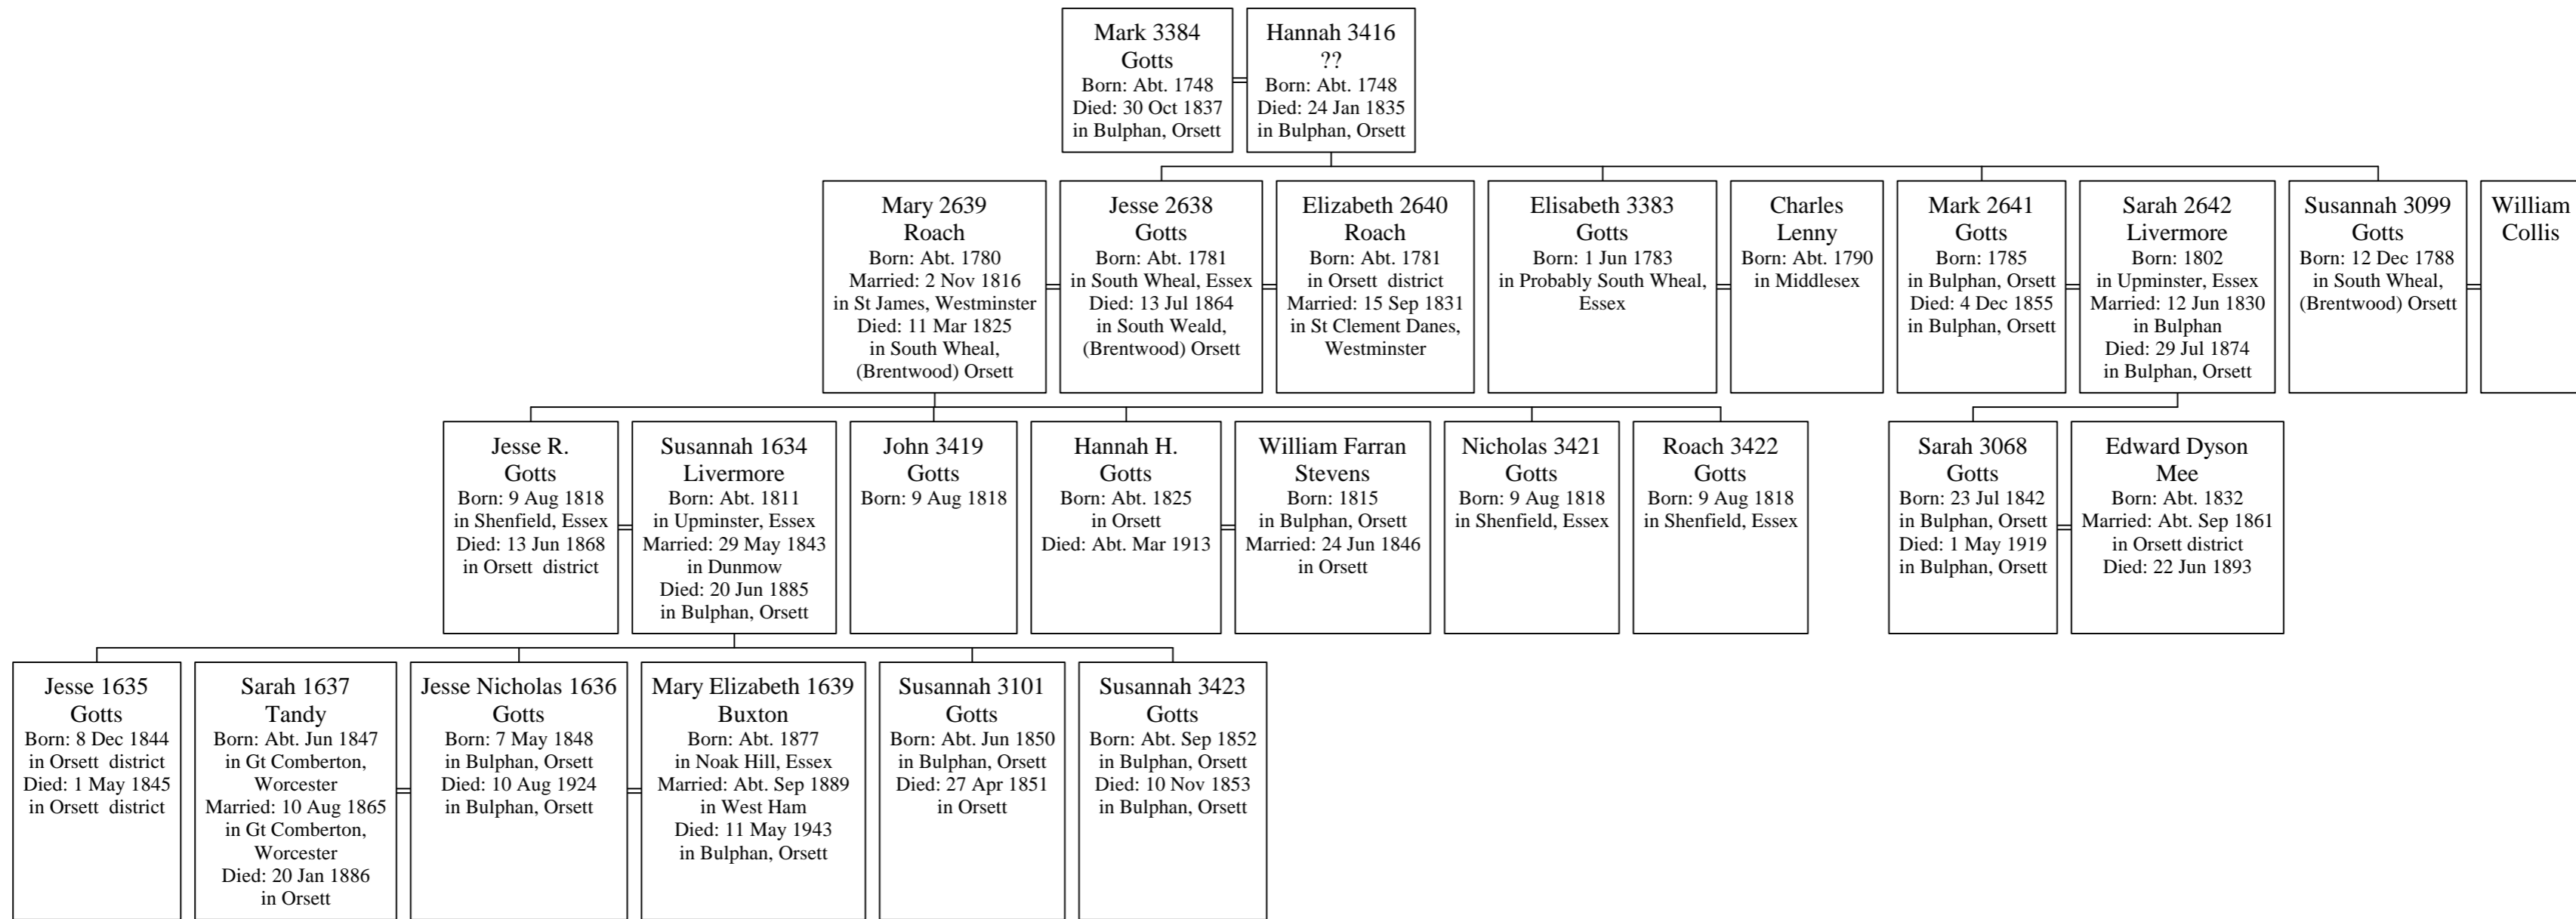 Mark 3384
Gotts
Born: Abt. 1748
Died: 30 Oct 1837
in Bulphan, Orsett
Hannah 3416
??
Born: Abt. 1748
Died: 24 Jan 1835
in Bulphan, Orsett
Mary 2639
Roach
Born: Abt. 1780
Married: 2 Nov 1816
in St James, Westminster
Died: 11 Mar 1825
in South Wheal,
(Brentwood) Orsett
Jesse 2638
Gotts
Born: Abt. 1781
in South Wheal, Essex
Died: 13 Jul 1864
in South Weald,
(Brentwood) Orsett
Elizabeth 2640
Roach
Born: Abt. 1781
in Orsett  district
Married: 15 Sep 1831
in St Clement Danes,
Westminster
Elisabeth 3383
Gotts
Born: 1 Jun 1783
in Probably South Wheal,
Essex
Charles
Lenny
Born: Abt. 1790
in Middlesex
Mark 2641
Gotts
Born: 1785
in Bulphan, Orsett
Died: 4 Dec 1855
in Bulphan, Orsett
Sarah 2642
Livermore
Born: 1802
in Upminster, Essex
Married: 12 Jun 1830
in Bulphan
Died: 29 Jul 1874
in Bulphan, Orsett
Susannah 3099
Gotts
Born: 12 Dec 1788
in South Wheal,
(Brentwood) Orsett
William
Collis
Jesse R.
Gotts
Born: 9 Aug 1818
in Shenfield, Essex
Died: 13 Jun 1868
in Orsett  district
Susannah 1634
Livermore
Born: Abt. 1811
in Upminster, Essex
Married: 29 May 1843
in Dunmow
Died: 20 Jun 1885
in Bulphan, Orsett
John 3419
Gotts
Born: 9 Aug 1818
Hannah H.
Gotts
Born: Abt. 1825
in Orsett
Died: Abt. Mar 1913
William Farran
Stevens
Born: 1815
in Bulphan, Orsett
Married: 24 Jun 1846
in Orsett
Nicholas 3421
Gotts
Born: 9 Aug 1818
in Shenfield, Essex
Roach 3422
Gotts
Born: 9 Aug 1818
in Shenfield, Essex
Sarah 3068
Gotts
Born: 23 Jul 1842
in Bulphan, Orsett
Died: 1 May 1919
in Bulphan, Orsett
Edward Dyson
Mee
Born: Abt. 1832
Married: Abt. Sep 1861
in Orsett district
Died: 22 Jun 1893
Jesse 1635
Gotts
Born: 8 Dec 1844
in Orsett  district
Died: 1 May 1845
in Orsett  district
Sarah 1637
Tandy
Born: Abt. Jun 1847
in Gt Comberton,
Worcester
Married: 10 Aug 1865
in Gt Comberton,
Worcester
Died: 20 Jan 1886
in Orsett
Jesse Nicholas 1636
Gotts
Born: 7 May 1848
in Bulphan, Orsett
Died: 10 Aug 1924
in Bulphan, Orsett
Mary Elizabeth 1639
Buxton
Born: Abt. 1877
in Noak Hill, Essex
Married: Abt. Sep 1889
in West Ham
Died: 11 May 1943
in Bulphan, Orsett
Susannah 3101
Gotts
Born: Abt. Jun 1850
in Bulphan, Orsett
Died: 27 Apr 1851
in Orsett
Susannah 3423
Gotts
Born: Abt. Sep 1852
in Bulphan, Orsett
Died: 10 Nov 1853
in Bulphan, Orsett